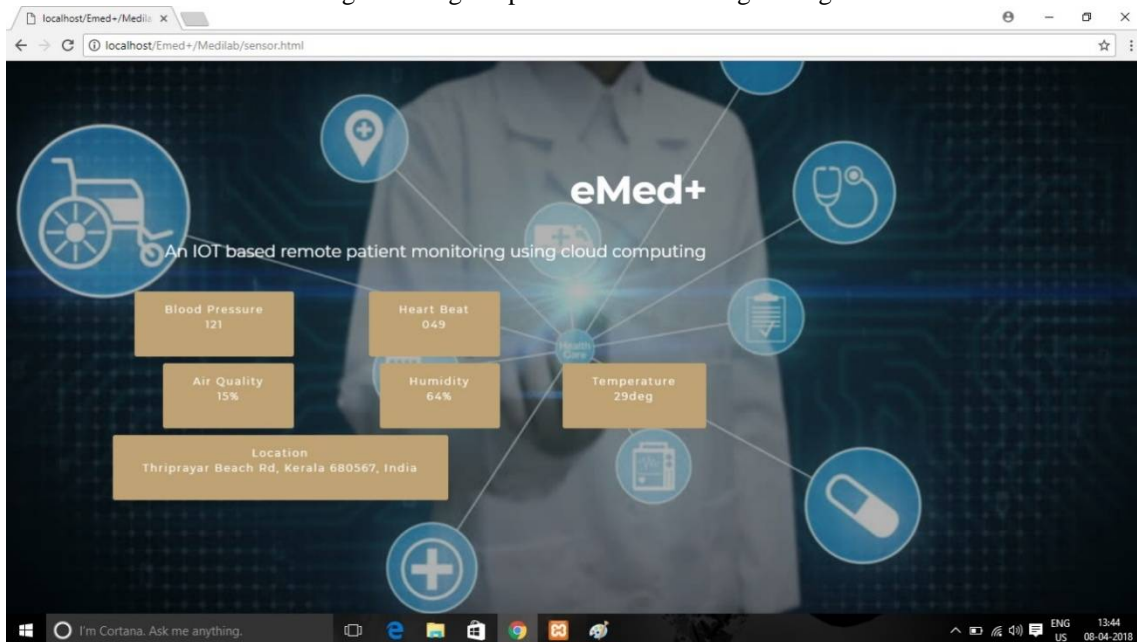 localhost/Emed+/Medila
localhost/Emed+/Medilab/sensor.html
eMed+
An IOT based remote patient monitoring using cloud computing
Blood Pressure
121
Heart Beat
049
Health
Care
Air Quality
15%
Humidity
64%
Temperature
29deg
Location
Thriprayar Beach Rd, Kerala 680567, India
I'm Cortana. Ask me anything.
ENG
US
13:44
08-04-2018